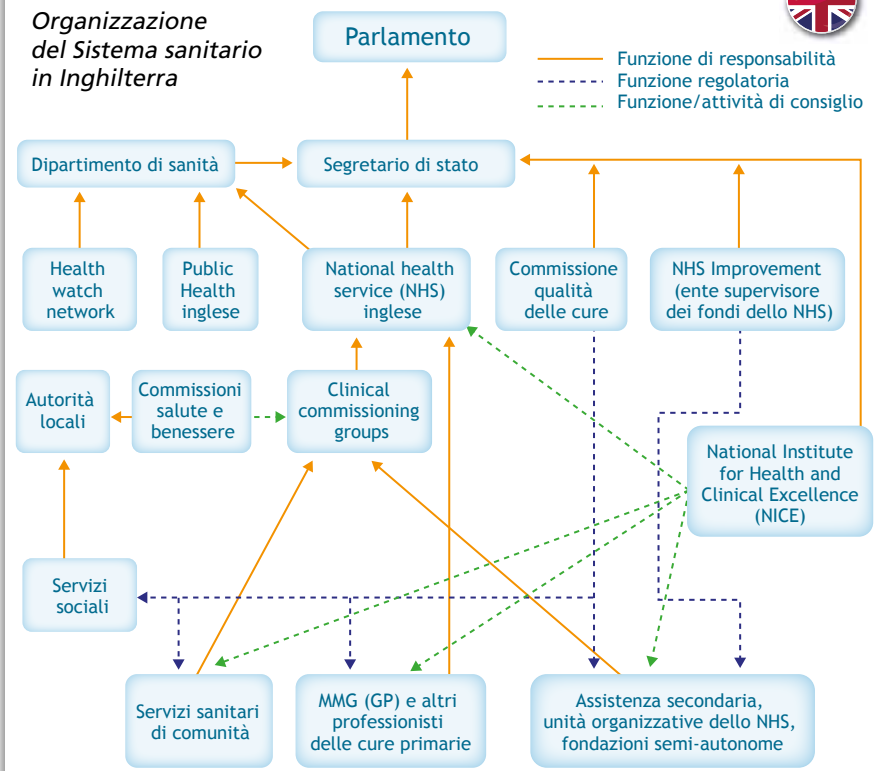 Organizzazione
del Sistema sanitario
in Inghilterra
Parlamento
Funzione di responsabilità
Funzione regolatoria
Funzione/attività di consiglio
Dipartimento di sanità
Segretario di stato
Health
watch
network
Public
Health
inglese
National health
service (NHS)
inglese
Commissione
qualità
delle cure
NHS Improvement
(ente supervisore
dei fondi dello NHS)
Autorità
locali
Commissioni
salute e
benessere
Clinical
commissioning
groups
National Institute
for Health and
Clinical Excellence
(NICE)
Servizi
sociali
Servizi sanitari
di comunità
MMG (GP) e altri
professionisti
delle cure primarie
Assistenza secondaria,
unità organizzative dello NHS,
fondazioni semi-autonome